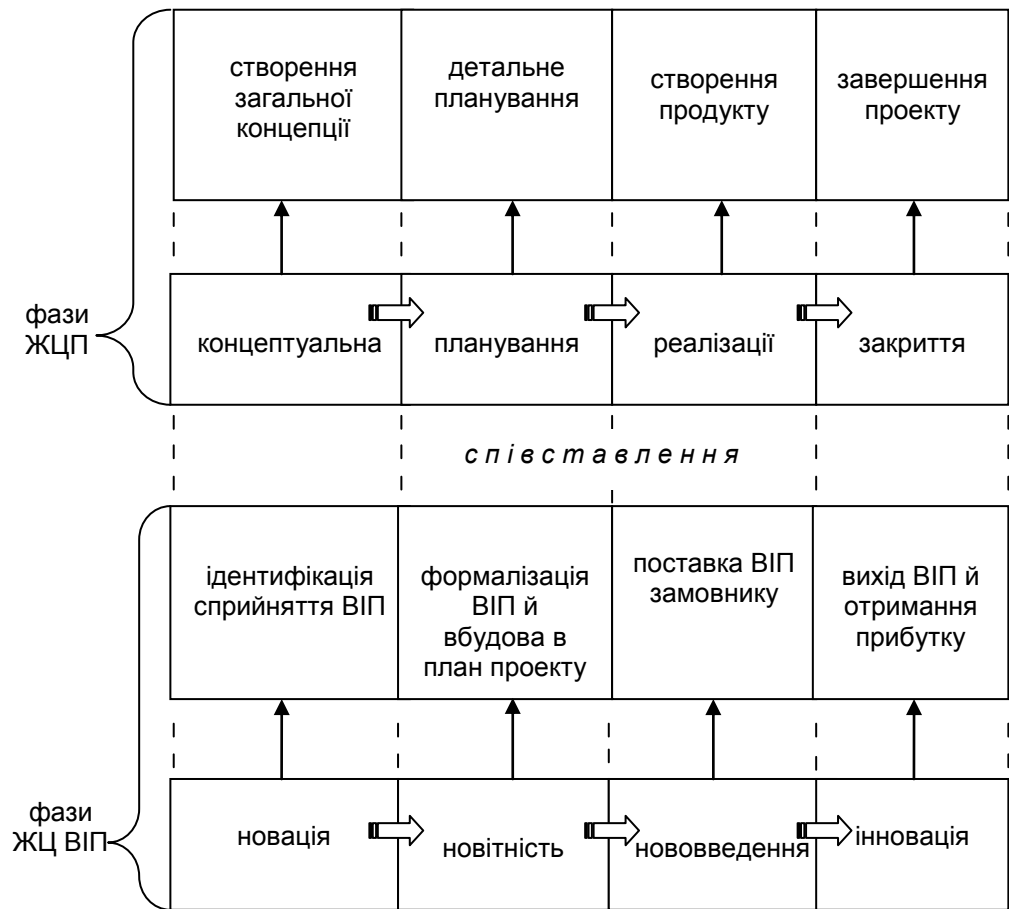 створення
загальної
концепції
детальне
планування
створення
продукту
завершення
проекту
фази
ЖЦП
концептуальна
планування
реалізації
закриття
співставлення
ідентифікація
сприйняття ВІП
формалізація
ВІП й
вбудова в
план проекту
поставка ВІП
замовнику
вихід ВІП й
отримання
прибутку
фази
ЖЦ ВІП
новація
новітність
нововведення
інновація